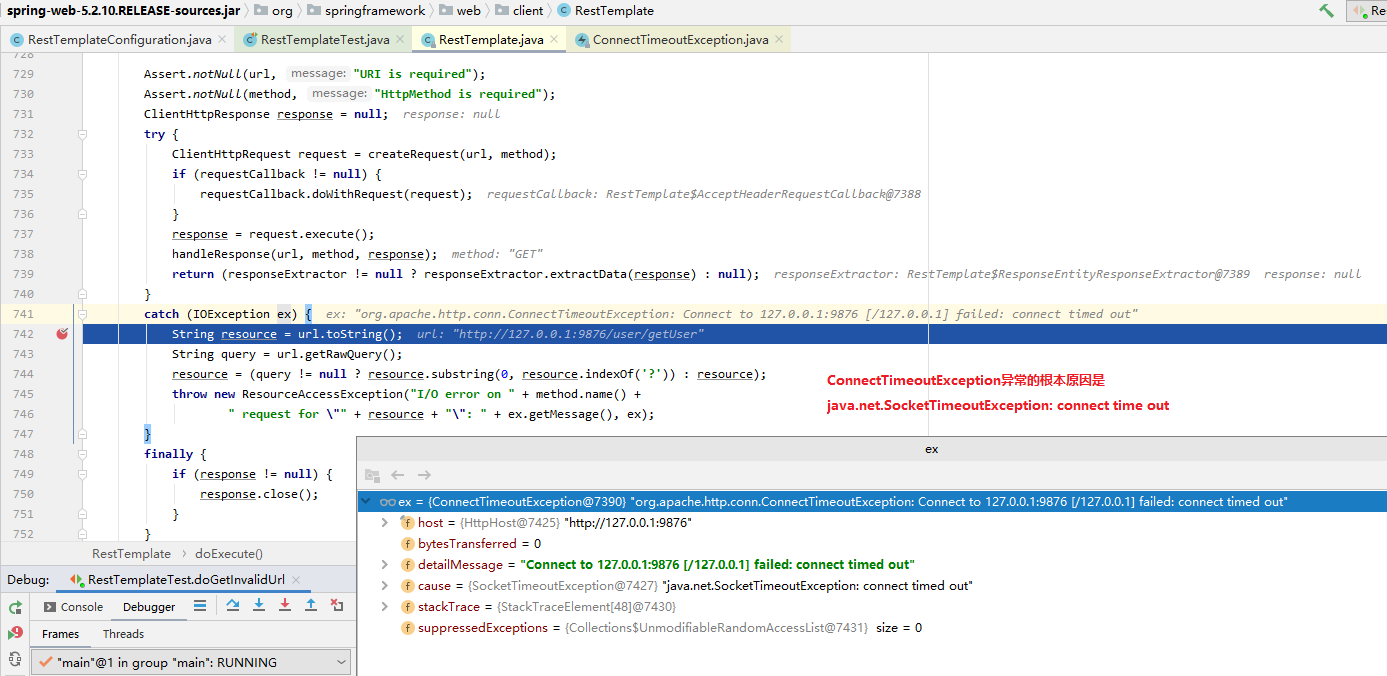 spring-web-5.2.10.RELEASE-sources.jar org springframework web client RestTemplate Re
RestTemplateConfiguration.java RestTemplateTest.java RestTemplate.java ConnectTimeoutException.java
728
729 Assert.notNull(url, message: "URI is required");
730 Assert.notNull(method, message: "HttpMethod is required");
731 ClientHttpResponse response = null; response: null
732 try {
733 ClientHttpRequest request = createRequest(url, method);
734 if (requestCallback != null) {
735 requestCallback.doWithRequest(request); requestCallback: RestTemplate$AcceptHeaderRequestCallback@7388
736 }
737 response = request.execute();
738 handleResponse(url, method, response); method: "GET"
739 return (responseExtractor != null ? responseExtractor.extractData(response) : null); responseExtractor: RestTemplate$ResponseEntityResponseExtractor@7389 response: null
740 }
741 catch (IOException ex) { ex: "org.apache.http.conn.ConnectTimeoutException: Connect to 127.0.0.1:9876 [/127.0.0.1] failed: connect timed out"
742 String resource = url.toString(); url: "http://127.0.0.1:9876/user/getUser"
743 String query = url.getRawQuery();
744 resource = (query != null ? resource.substring(0, resource.indexOf('?')) : resource);
745 throw new ResourceAccessException("I/O error on " + method.name() +
746 " request for \"" + resource + "\": " + ex.getMessage(), ex);
747 }
748 finally {
749 if (response != null) {
750 response.close();
751 }
752 }
ConnectTimeoutException异常的根本原因是
java.net.SocketTimeoutException: connect time out
RestTemplate doExecute()
Debug: RestTemplateTest.doGetInvalidUrl
Console Debugger
Frames Threads
"main"@1 in group "main": RUNNING
9
ex
ex = {ConnectTimeoutException@7390} "org.apache.http.conn.ConnectTimeoutException: Connect to 127.0.0.1:9876 [/127.0.0.1] failed: connect timed out"
host = {HttpHost@7425} "http://127.0.0.1:9876"
bytesTransferred = 0
detailMessage = "Connect to 127.0.0.1:9876 [/127.0.0.1] failed: connect timed out"
cause = {SocketTimeoutException@7427} "java.net.SocketTimeoutException: connect timed out"
stackTrace = {StackTraceElement[48]@7430}
suppressedExceptions = {Collections$UnmodifiableRandomAccessList@7431} size = 0